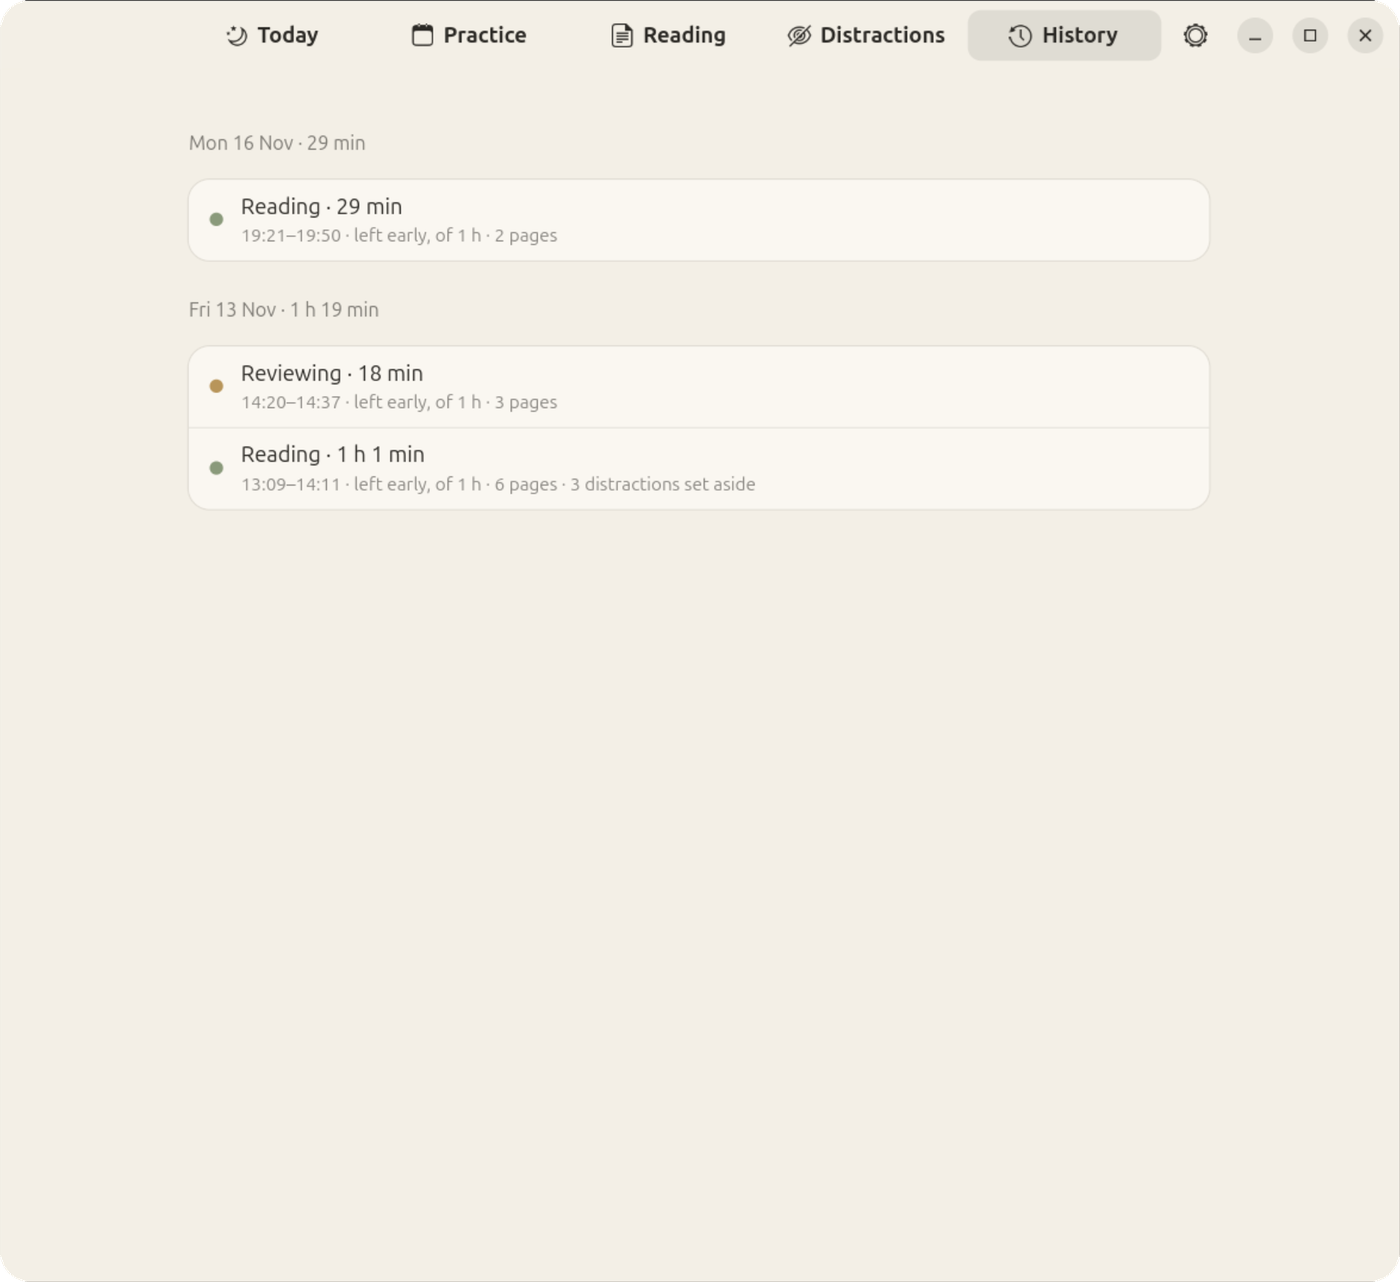 Today Practice Reading Distractions History
Mon 16 Nov · 29 min
Reading · 29 min
19:21–19:50 · left early, of 1 h · 2 pages
Fri 13 Nov · 1 h 19 min
Reviewing · 18 min
14:20–14:37 · left early, of 1 h · 3 pages
Reading · 1 h 1 min
13:09–14:11 · left early, of 1 h · 6 pages · 3 distractions set aside